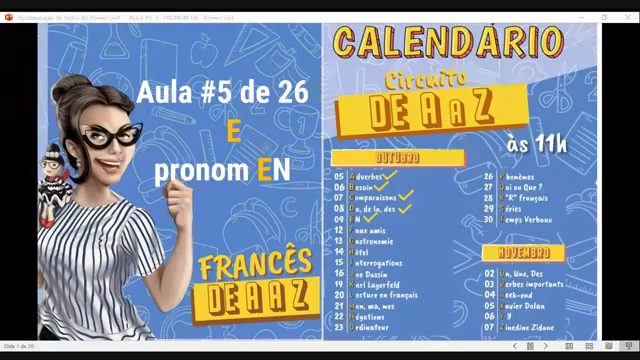 Apresentação de Slides do PowerPoint - AULA #5 E PRONOM EN - PowerPoint
Aula #5 de 26
E
pronom EN
FRANCÊS
DE A A Z
CALENDÁRIO
Circuito
DE A A Z
às 11h
OUTUBRO
05 Adverbes
06 Besoin
07 Comparaisons
08 Du, de la, des
09 EN
12 Faux amis
13 Gastronomie
14 Hôtel
15 Interrogations
16 Joe Dassin
19 Karl Lagerfeld
20 Lecture en français
21 Mon, ma, mes
22 Négations
23 Ordinateur
26 Phonèmes
27 Qui ou Que ?
28 "R" français
29 Séries
30 Temps Verbaux
NOVEMBRO
02 Un, Une, Des
03 Verbes importants
04 Week-end
05 Xavier Dolan
06 Y
07 Zinedine Zidane
Slide 1 de 20